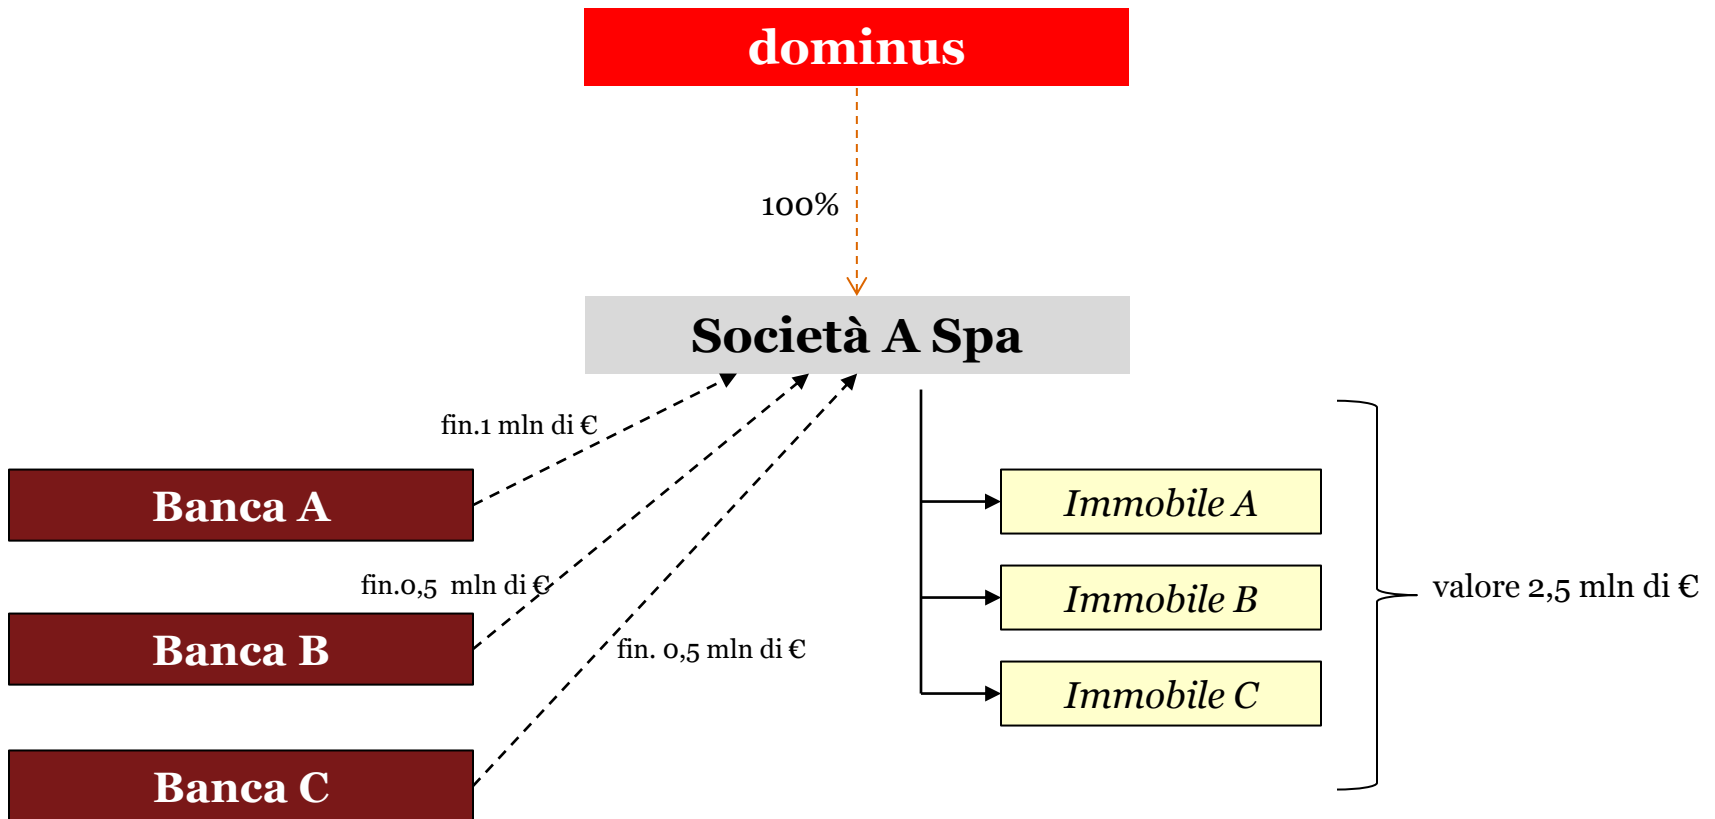 dominus
100%
Società A Spa
fin.1 mln di €
Banca A
Immobile A
fin.0,5  mln di €
Immobile B
valore 2,5 mln di €
Banca B
fin. 0,5 mln di €
Immobile C
Banca C